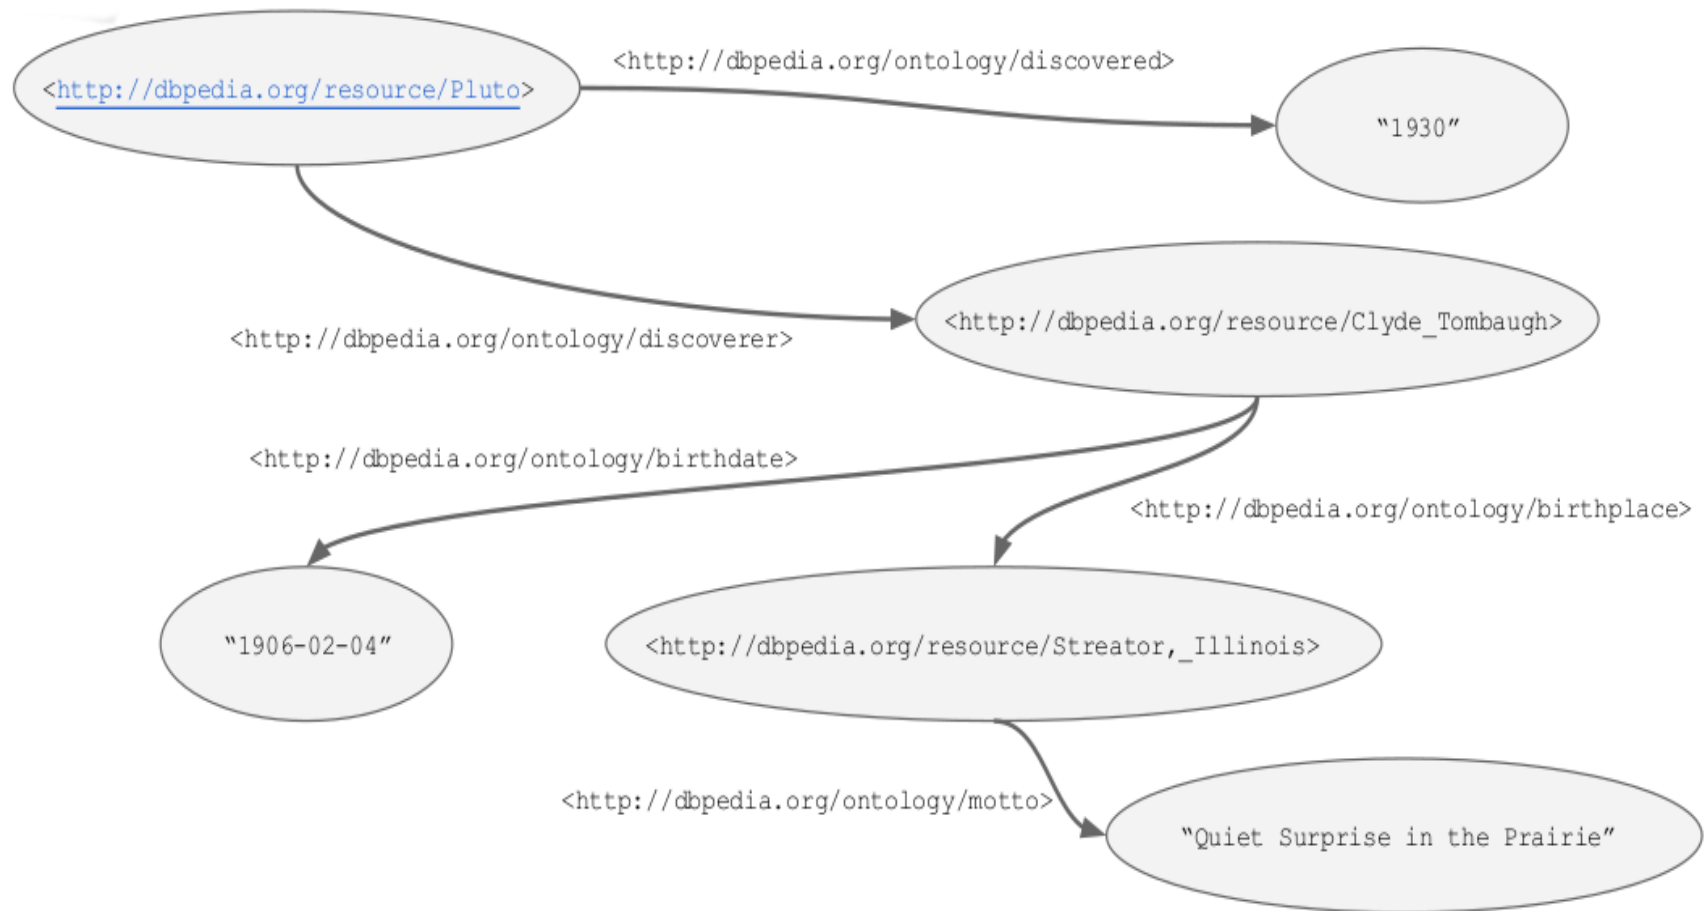 <http://dbpedia.org/ontology/discovered>
<http://dbpedia.org/resource/Pluto>
“1930”
<http://dbpedia.org/resource/Clyde_Tombaugh>
<http://dbpedia.org/ontology/discoverer>
<http://dbpedia.org/ontology/birthdate>
<http://dbpedia.org/ontology/birthplace>
“1906-02-04”
<http://dbpedia.org/resource/Streator,_Illinois>
<http://dbpedia.org/ontology/motto>
“Quiet Surprise in the Prairie”